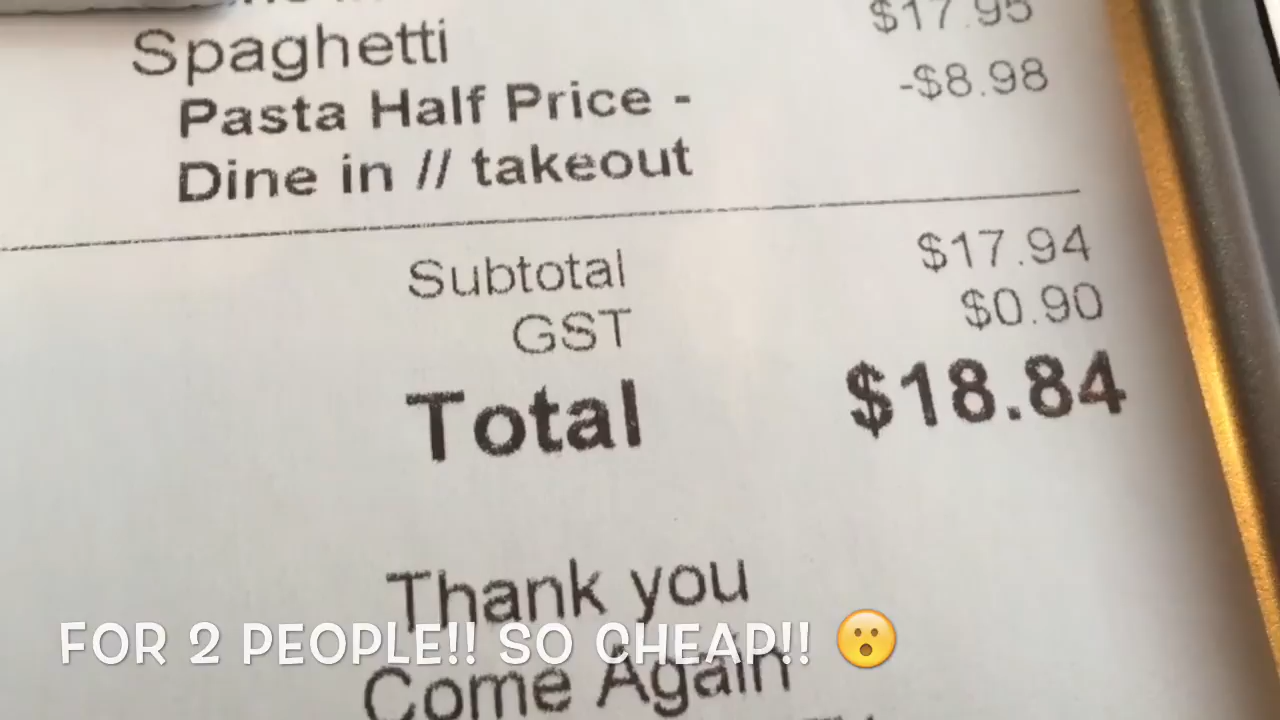 Spaghetti $17.95
Pasta Half Price - -$8.98
Dine in // takeout
Subtotal $17.94
GST $0.90
Total $18.84
Thank you
FOR 2 PEOPLE!! SO CHEAP!! 😮
Come Again